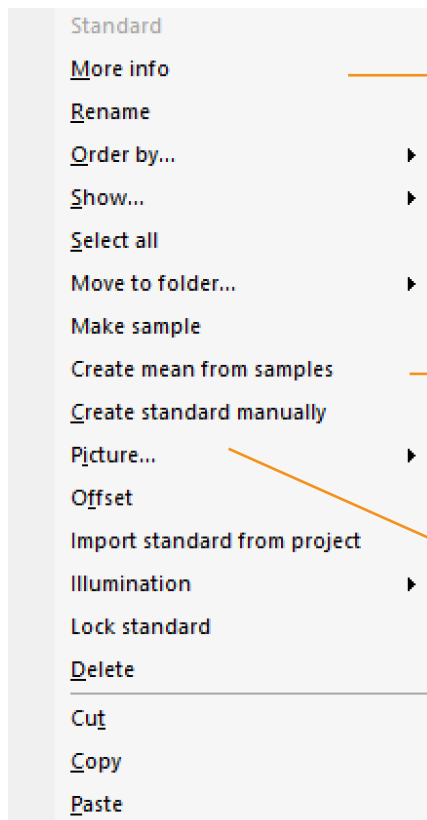 Standard
More info
Rename
Order by...
Show...
Select all
Move to folder...
Make sample
Create mean from samples
Create standard manually
Picture...
Offset
Import standard from project
Illumination
Lock standard
Delete
Cut
Copy
Paste